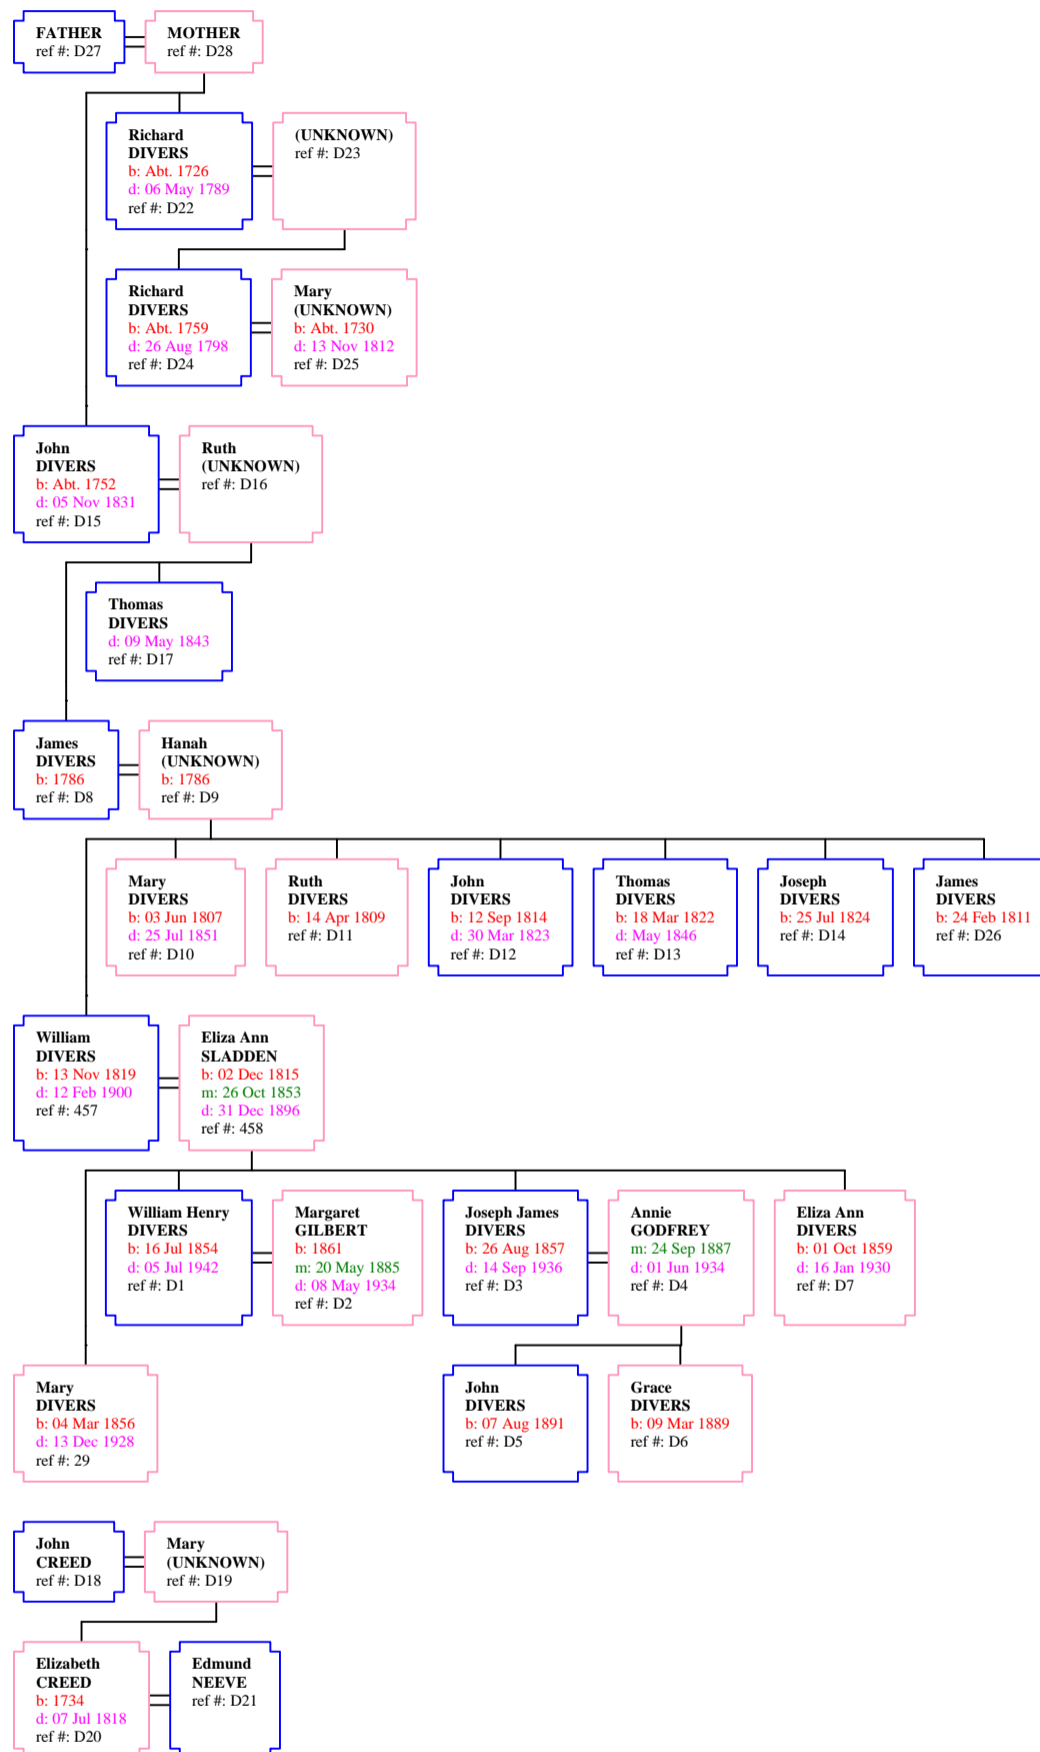 FATHER
ref #: D27
MOTHER
ref #: D28
Richard
DIVERS
b: Abt. 1726
d: 06 May 1789
ref #: D22
(UNKNOWN)
ref #: D23
Richard
DIVERS
b: Abt. 1759
d: 26 Aug 1798
ref #: D24
Mary
(UNKNOWN)
b: Abt. 1730
d: 13 Nov 1812
ref #: D25
John
DIVERS
b: Abt. 1752
d: 05 Nov 1831
ref #: D15
Ruth
(UNKNOWN)
ref #: D16
Thomas
DIVERS
d: 09 May 1843
ref #: D17
James
DIVERS
b: 1786
ref #: D8
Hanah
(UNKNOWN)
b: 1786
ref #: D9
Mary
DIVERS
b: 03 Jun 1807
d: 25 Jul 1851
ref #: D10
Ruth
DIVERS
b: 14 Apr 1809
ref #: D11
John
DIVERS
b: 12 Sep 1814
d: 30 Mar 1823
ref #: D12
Thomas
DIVERS
b: 18 Mar 1822
d: May 1846
ref #: D13
Joseph
DIVERS
b: 25 Jul 1824
ref #: D14
James
DIVERS
b: 24 Feb 1811
ref #: D26
William
DIVERS
b: 13 Nov 1819
d: 12 Feb 1900
ref #: 457
Eliza Ann
SLADDEN
b: 02 Dec 1815
m: 26 Oct 1853
d: 31 Dec 1896
ref #: 458
William Henry
DIVERS
b: 16 Jul 1854
d: 05 Jul 1942
ref #: D1
Margaret
GILBERT
b: 1861
m: 20 May 1885
d: 08 May 1934
ref #: D2
Joseph James
DIVERS
b: 26 Aug 1857
d: 14 Sep 1936
ref #: D3
Annie
GODFREY
m: 24 Sep 1887
d: 01 Jun 1934
ref #: D4
Eliza Ann
DIVERS
b: 01 Oct 1859
d: 16 Jan 1930
ref #: D7
Mary
DIVERS
b: 04 Mar 1856
d: 13 Dec 1928
ref #: 29
John
DIVERS
b: 07 Aug 1891
ref #: D5
Grace
DIVERS
b: 09 Mar 1889
ref #: D6
John
CREED
ref #: D18
Mary
(UNKNOWN)
ref #: D19
Elizabeth
CREED
b: 1734
d: 07 Jul 1818
ref #: D20
Edmund
NEEVE
ref #: D21